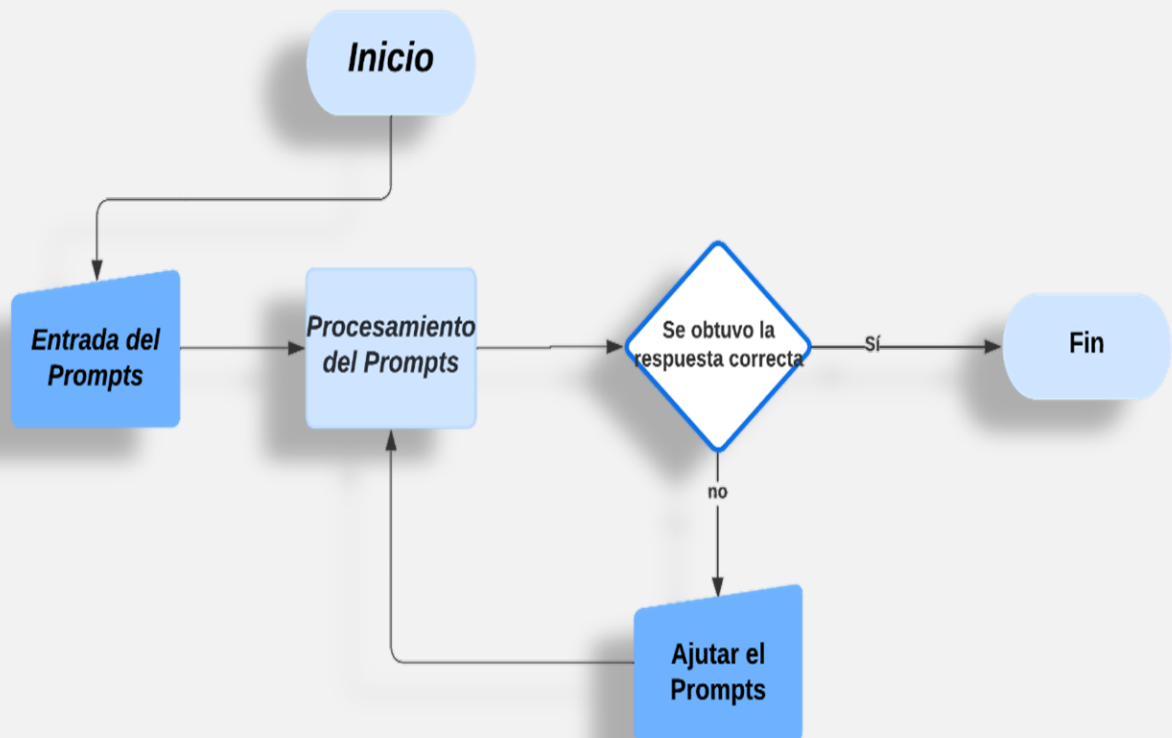 Inicio
Entrada del
Prompts
Procesamiento
del Prompts
Se obtuvo la
respuesta correcta
Sí
Fin
no
Ajutar el
Prompts